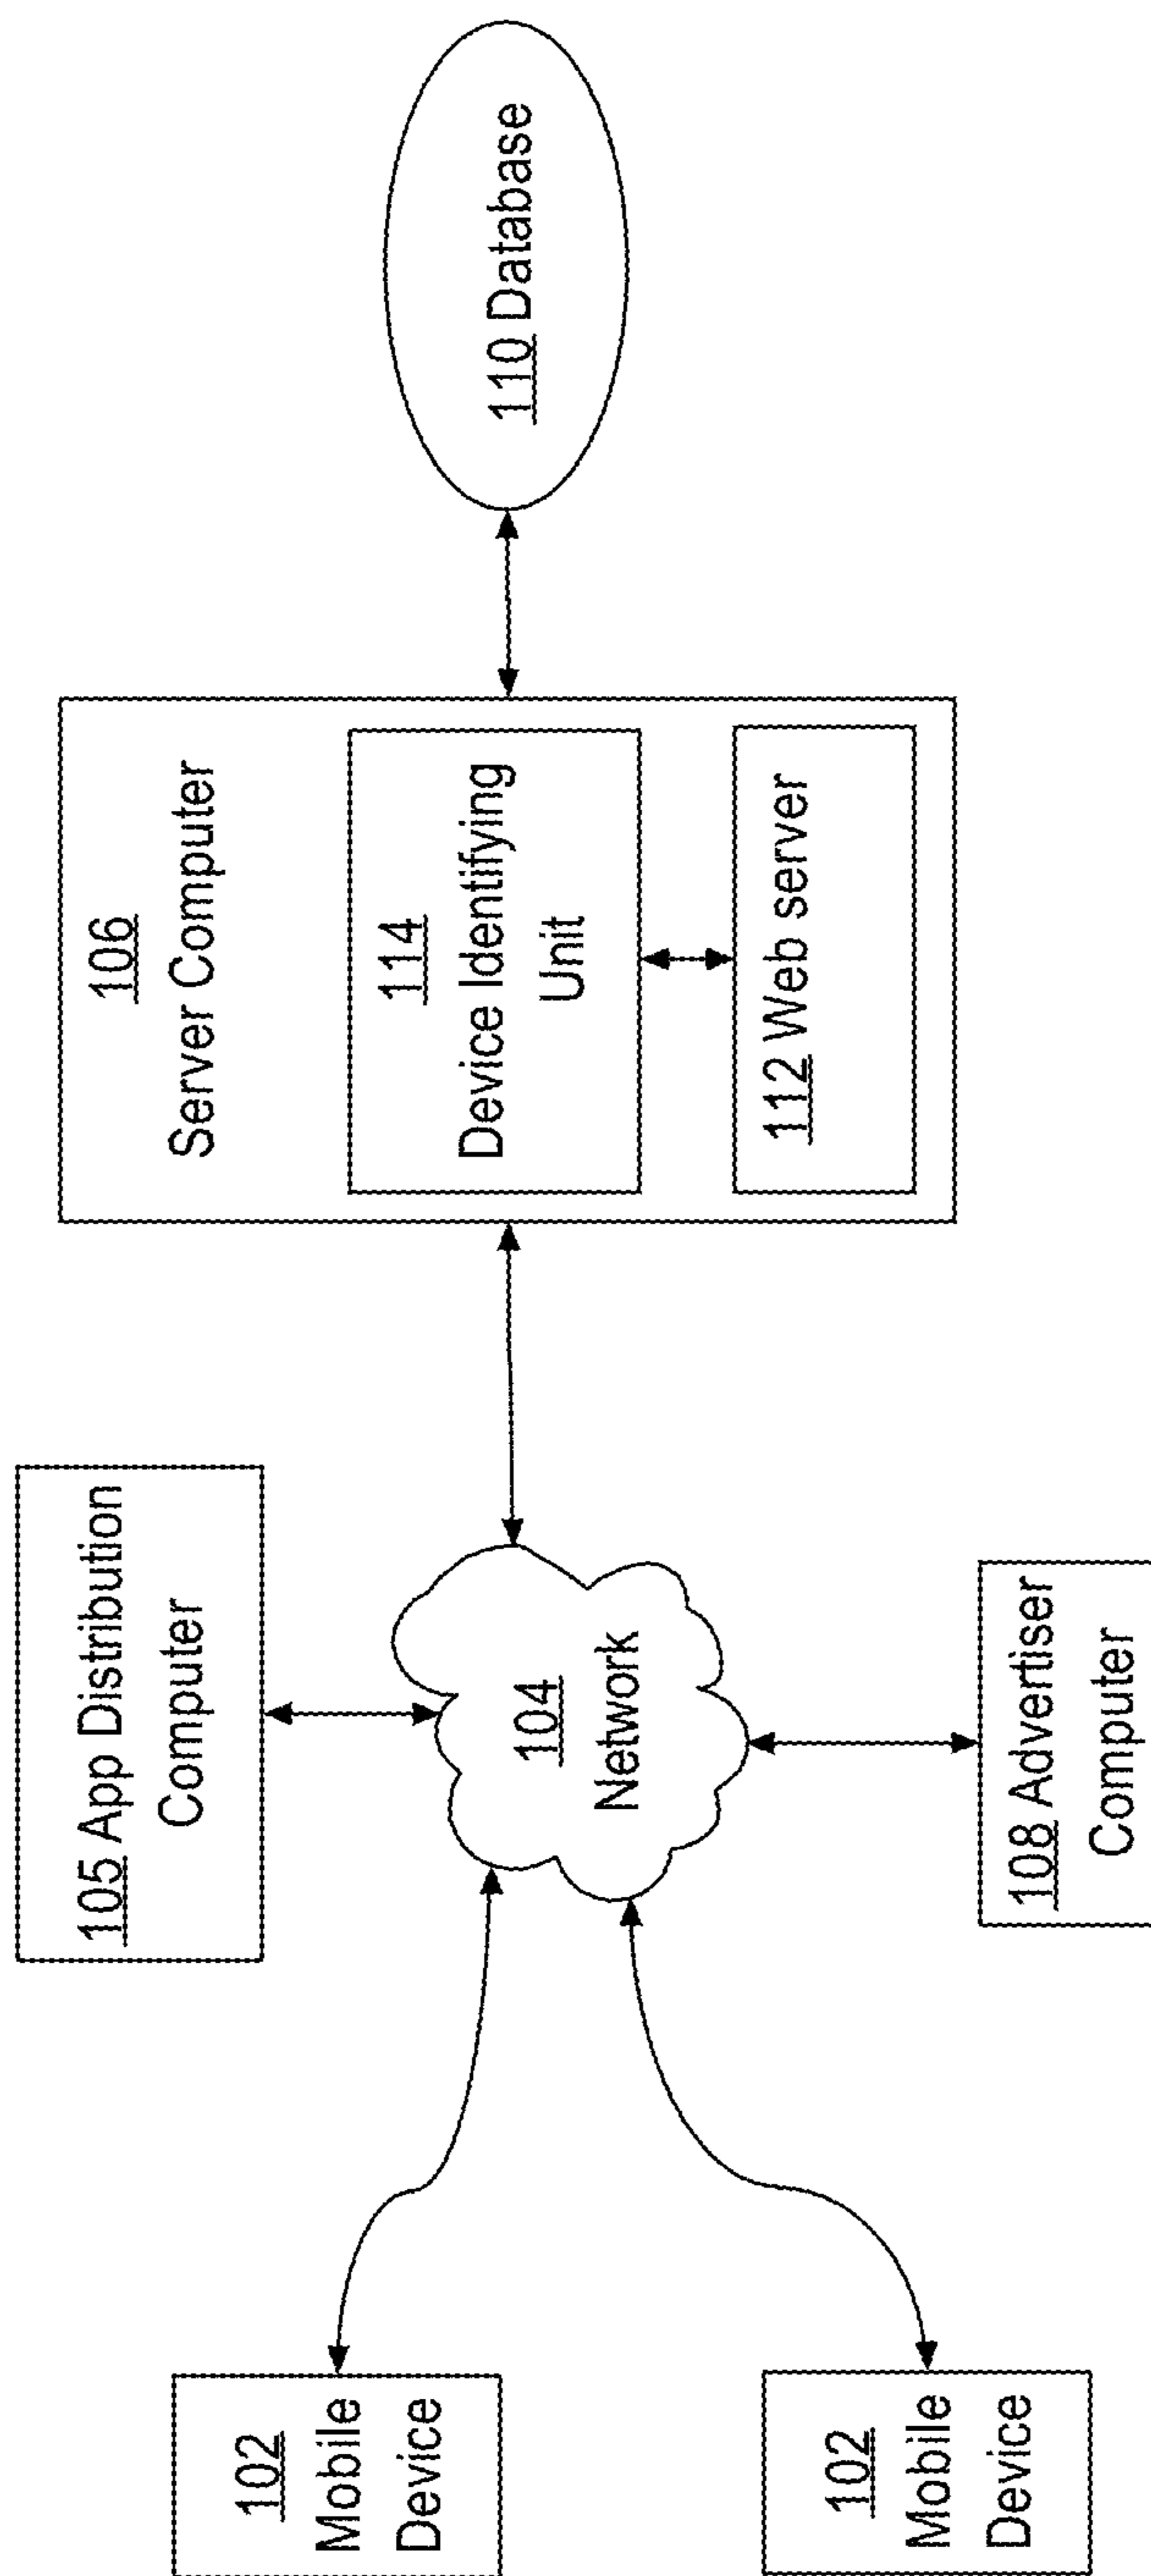 105 App Distribution
Computer
106
Server Computer
102
Mobile
Device
104
Network
114
Device Identifying
Unit
110 Database
102
Mobile
Device
108 Advertiser
Computer
112 Web server